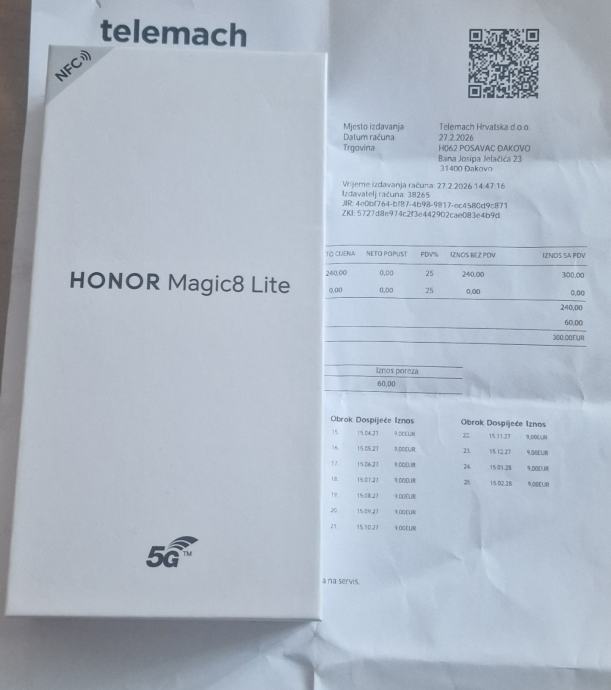 telemach
NFC
HONOR Magic8 Lite
5G™
Mjesto izdavanja Telemach Hrvatska d.o.o.
Datum računa 27.2.2026
Trgovina H062 POSAVAC ĐAKOVO
Bana Josipa Jelačića 23
31400 Đakovo
Vrijeme izdavanja računa: 27.2.2026 14:47:16
Izdavatelj računa: 38265
JIR: 4e0bf764-bf87-4b98-9817-ec4580d9c871
ZKI: 5727d8e974c2f3e442902cae083e4b9d
TO CIJENA NETO POPUST PDV% IZNOS BEZ PDV IZNOS SA PDV
240,00 0,00 25 240,00 300,00
0,00 0,00 25 0,00 0,00
240,00
60,00
300,00EUR
Iznos poreza
60,00
Obrok Dospijeće Iznos Obrok Dospijeće Iznos
15. 15.04.27 9,00EUR 22. 15.11.27 9,00EUR
16. 15.05.27 9,00EUR 23. 15.12.27 9,00EUR
17. 15.06.27 9,00EUR 24. 15.01.28 9,00EUR
18. 15.07.27 9,00EUR 25. 15.02.28 9,00EUR
19. 15.08.27 9,00EUR
20. 15.09.27 9,00EUR
21. 15.10.27 9,00EUR
a na servis.